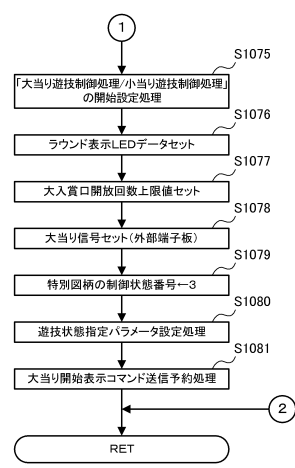 1
S1075
「大当り遊技制御処理/小当り遊技制御処理」
の開始設定処理
S1076
ラウンド表示LEDデータセット
S1077
大入賞口開放回数上限値セット
S1078
大当り信号セット(外部端子板)
S1079
特別図柄の制御状態番号←3
S1080
遊技状態指定パラメータ設定処理
S1081
大当り開始表示コマンド送信予約処理
2
RET